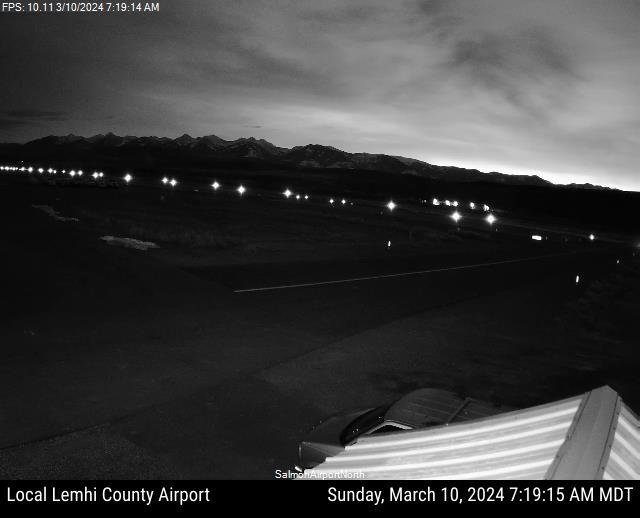 FPS: 10.11 3/10/2024 7:19:14 AM
SalmonAirportNorth
Local Lemhi County Airport
Sunday, March 10, 2024 7:19:15 AM MDT